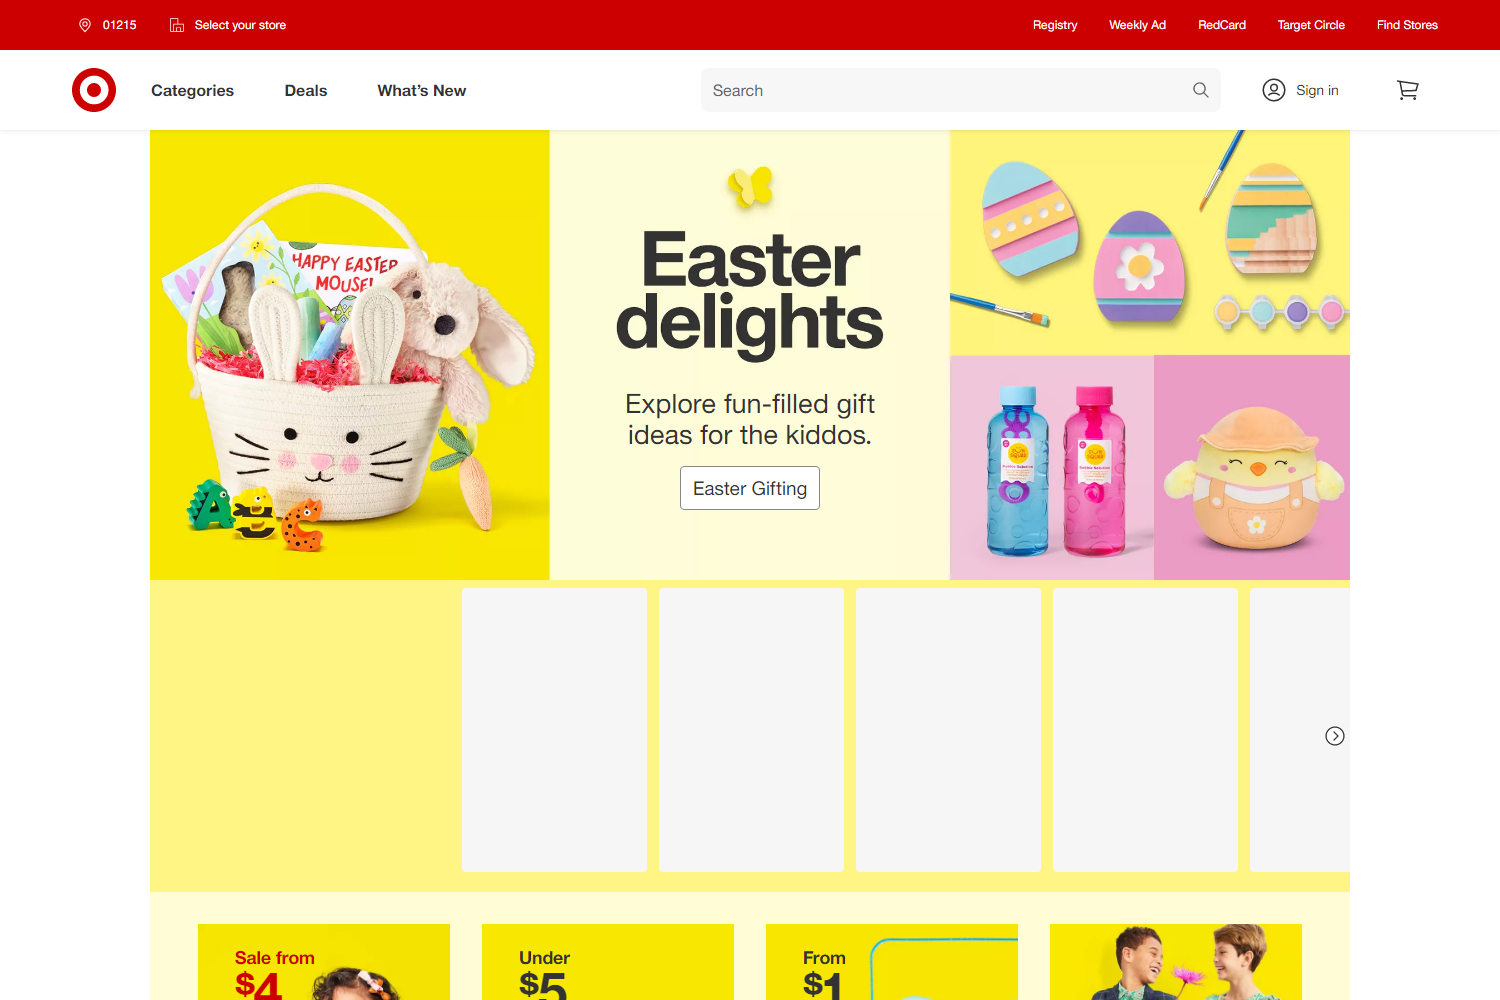 01215
Select your store
Registry
Weekly Ad
RedCard
Target Circle
Find Stores
Categories
Deals
What's New
Search
Sign in
HAPPY EASTER
MOUSE!
ABC
Easter
delights
Explore fun-filled gift
ideas for the kiddos.
Easter Gifting
Sale from
$4
Under
$5
From
$1